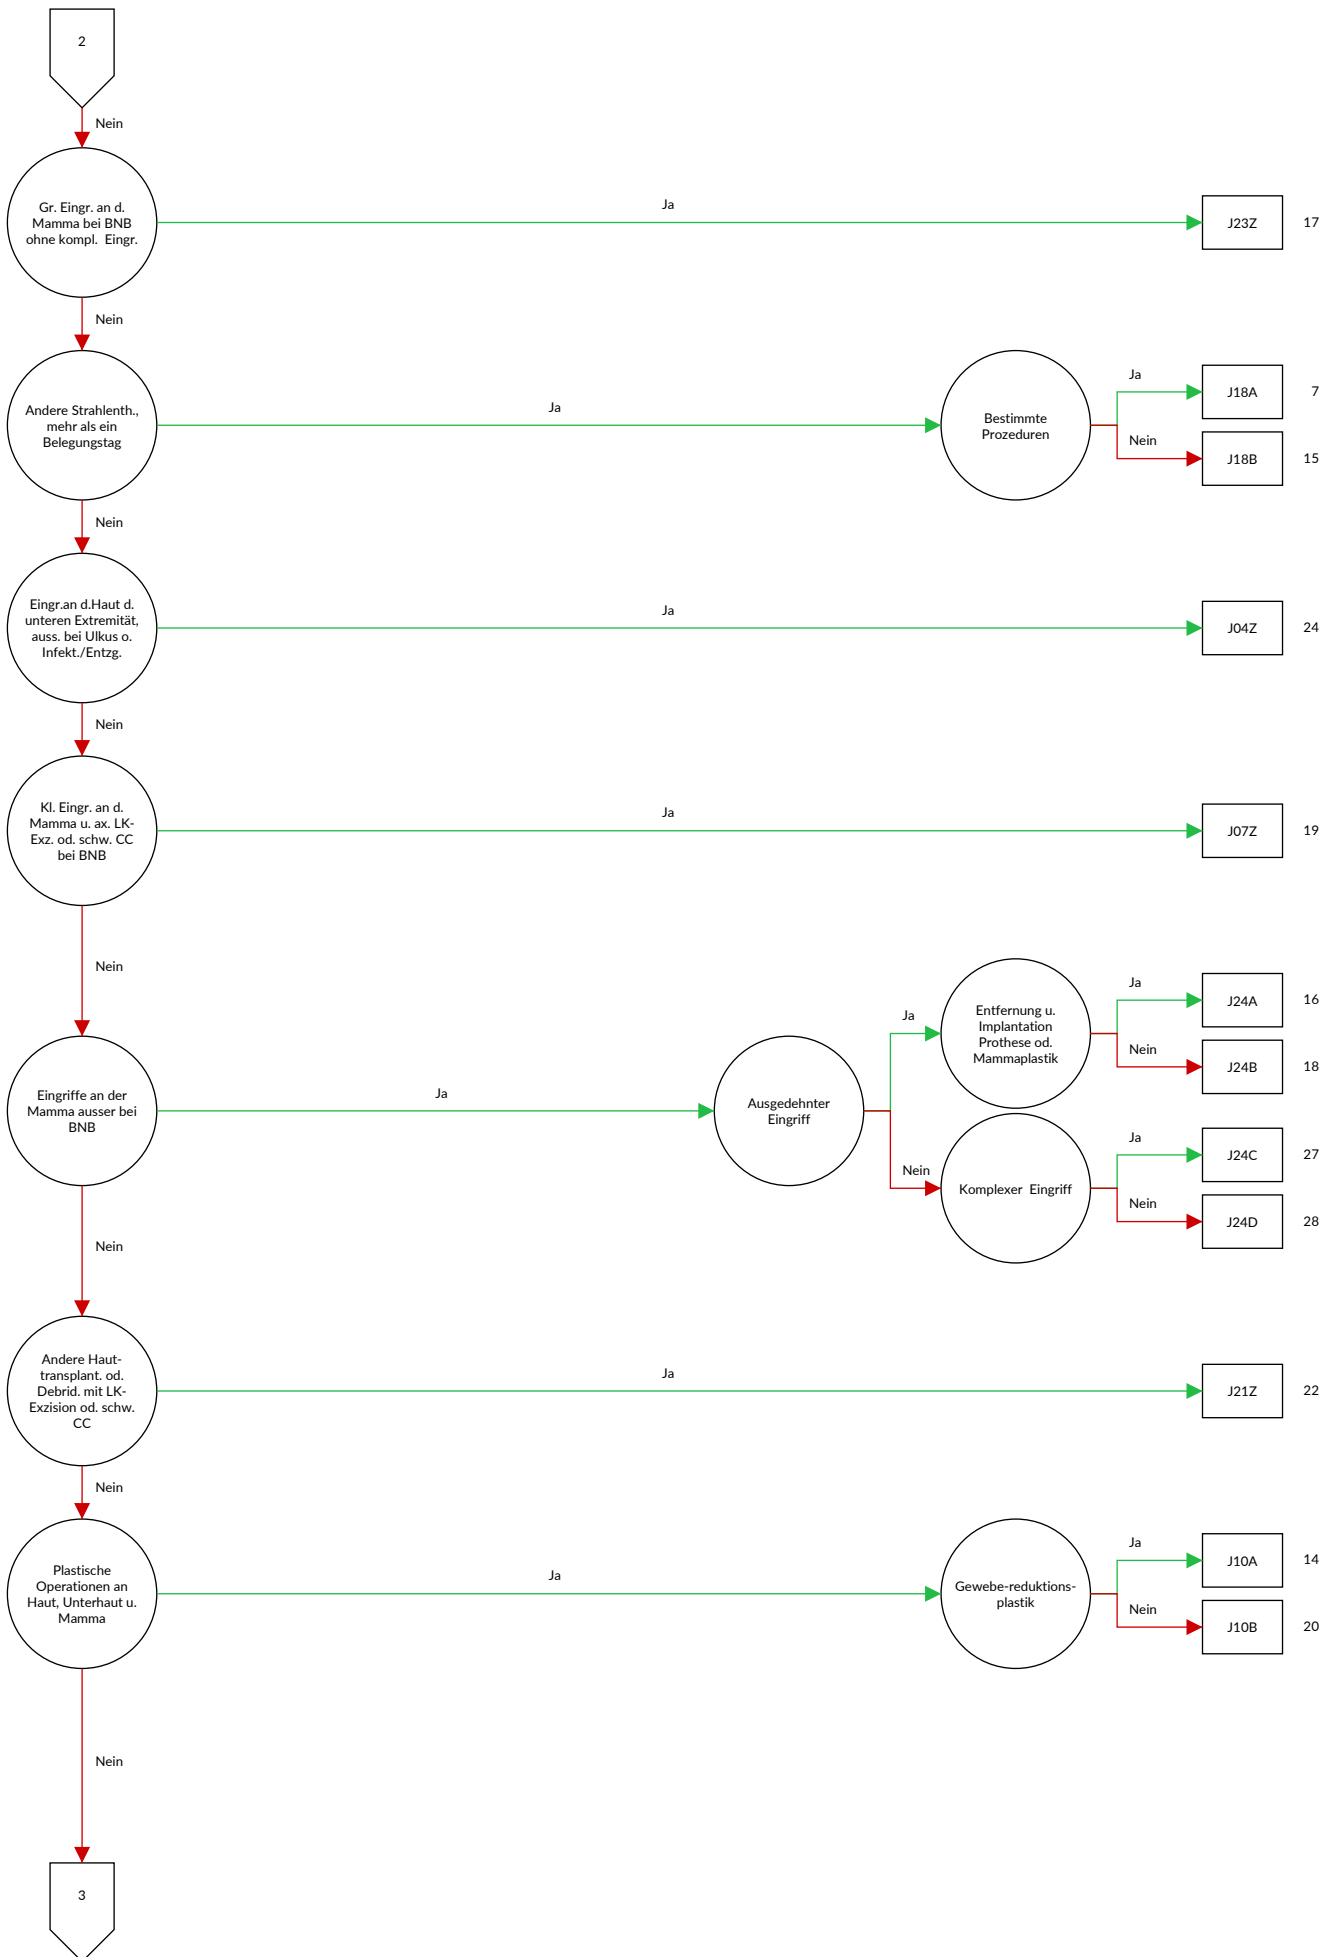 2
Nein
Gr. Eingr. an d.
Mamma bei BNB
ohne kompl. Eingr.
Ja
J23Z
17
Nein
Andere Strahlenth.,
mehr als ein
Belegungstag
Ja
Bestimmte
Prozeduren
Ja
J18A
7
Nein
J18B
15
Nein
Eingr.an d.Haut d.
unteren Extremität,
auss. bei Ulkus o.
Infekt./Entzg.
Ja
J04Z
24
Nein
Kl. Eingr. an d.
Mamma u. ax. LK-
Exz. od. schw. CC
bei BNB
Ja
J07Z
19
Nein
Eingriffe an der
Mamma ausser bei
BNB
Ja
Ausgedehnter
Eingriff
Ja
Entfernung u.
Implantation
Prothese od.
Mammaplastik
Ja
J24A
16
Nein
J24B
18
Nein
Komplexer Eingriff
Ja
J24C
27
Nein
J24D
28
Nein
Andere Haut-
transplant. od.
Debrid. mit LK-
Exzision od. schw.
CC
Ja
J21Z
22
Nein
Plastische
Operationen an
Haut, Unterhaut u.
Mamma
Ja
Gewebe-reduktions-
plastik
Ja
J10A
14
Nein
J10B
20
Nein
3